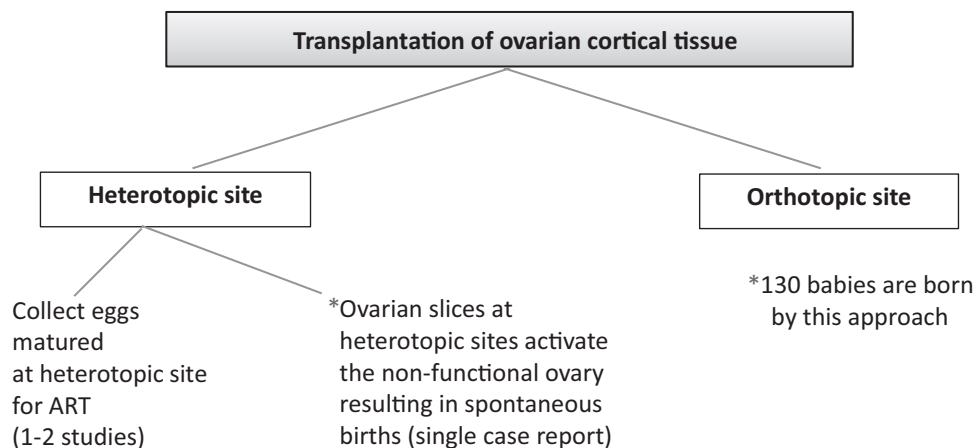 Transplantation of ovarian cortical tissue
Heterotopic site
Orthotopic site
Collect eggs
matured
at heterotopic site
for ART
(1-2 studies)
*Ovarian slices at
heterotopic sites activate
the non-functional ovary
resulting in spontaneous
births (single case report)
*130 babies are born
by this approach